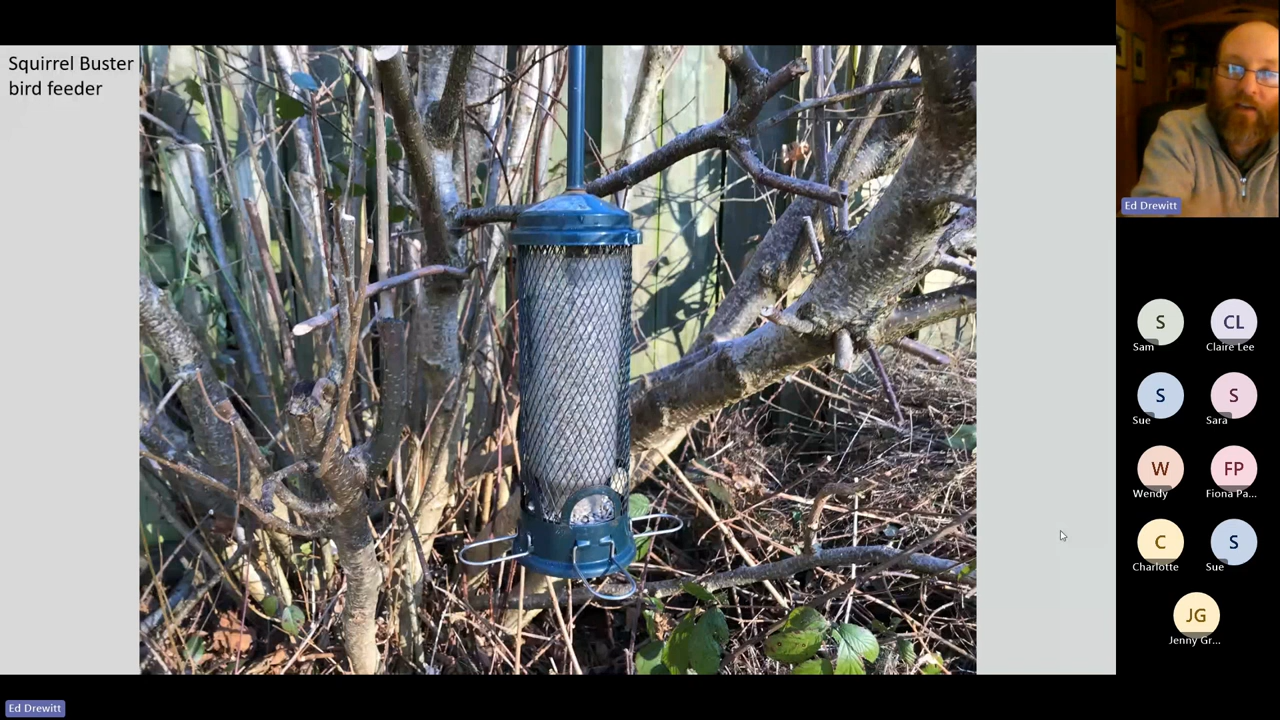 Squirrel Buster
bird feeder
Ed Drewitt
S
Sam
CL
Claire Lee
S
Sue
S
Sara
W
Wendy
FP
Fiona Pa...
C
Charlotte
S
Sue
JG
Jenny Gr...
Ed Drewitt